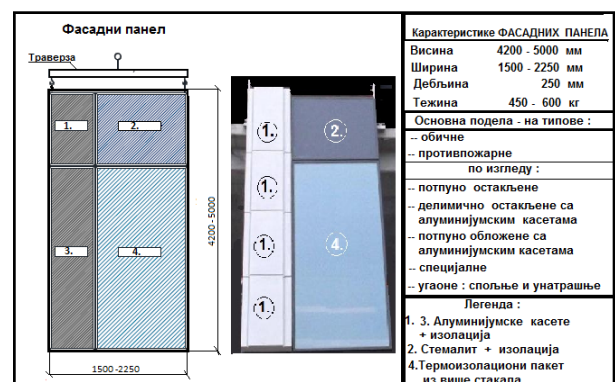 Фасадни панел
Траверза
1.
2.
3.
4.
4200 - 5000
1500 -2250
1.
2.
1.
1.
4.
1.
Карактеристике ФАСАДНИХ ПАНЕЛА
Висина 4200 - 5000 мм
Ширина 1500 - 2250 мм
Дебљина 250 мм
Тежина 450 - 600 кг
Основна подела - на типове :
-- обичне
-- противпожарне
по изгледу :
-- потпуно остакљене
-- делимично остакљене са
алуминијумским касетама
-- потпуно обложене са
алуминијумским касетама
-- специјалне
-- угаоне : спољње и унатрашње
Легенда :
1. 3. Алуминијумске касете
+ изолација
2. Стемалит + изолација
4.Термоизолациони пакет
из више стакала